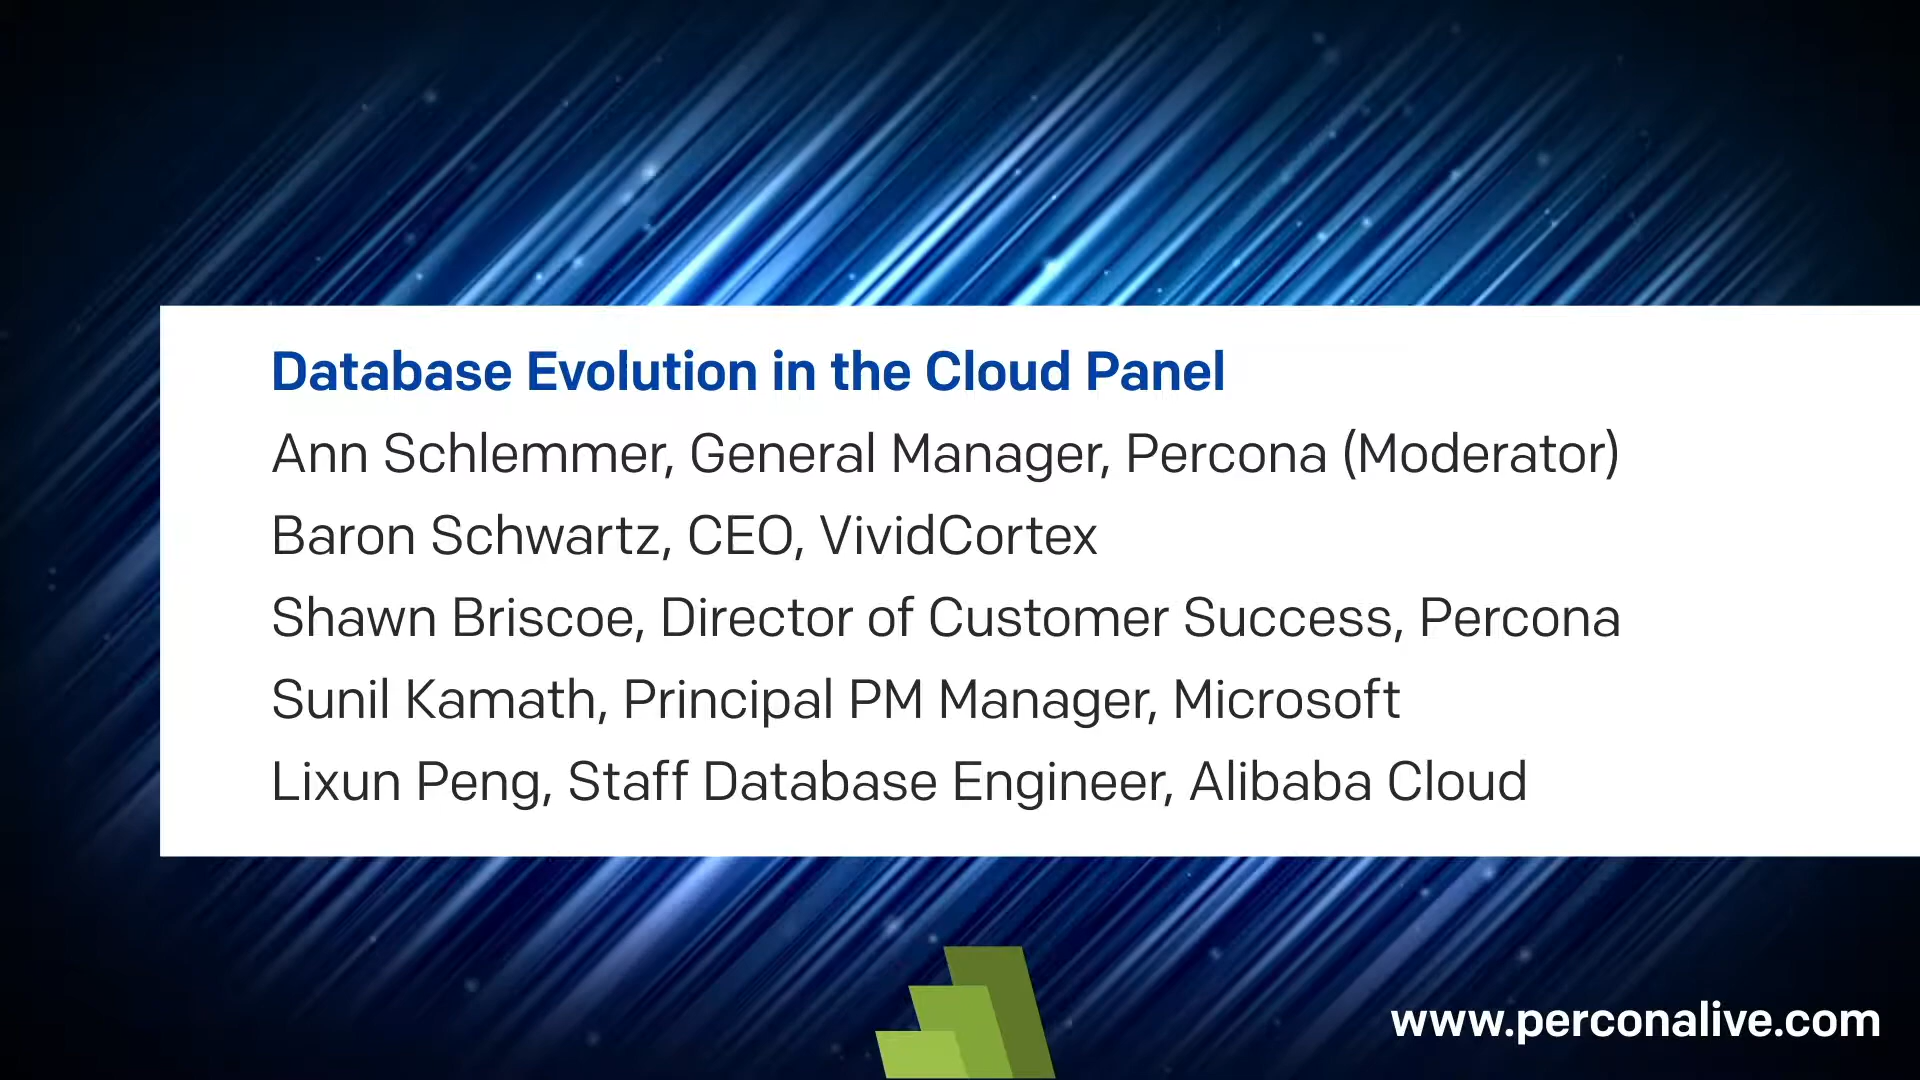 Database Evolution in the Cloud Panel
Ann Schlemmer, General Manager, Percona (Moderator)
Baron Schwartz, CEO, VividCortex
Shawn Briscoe, Director of Customer Success, Percona
Sunil Kamath, Principal PM Manager, Microsoft
Lixun Peng, Staff Database Engineer, Alibaba Cloud
www.perconalive.com